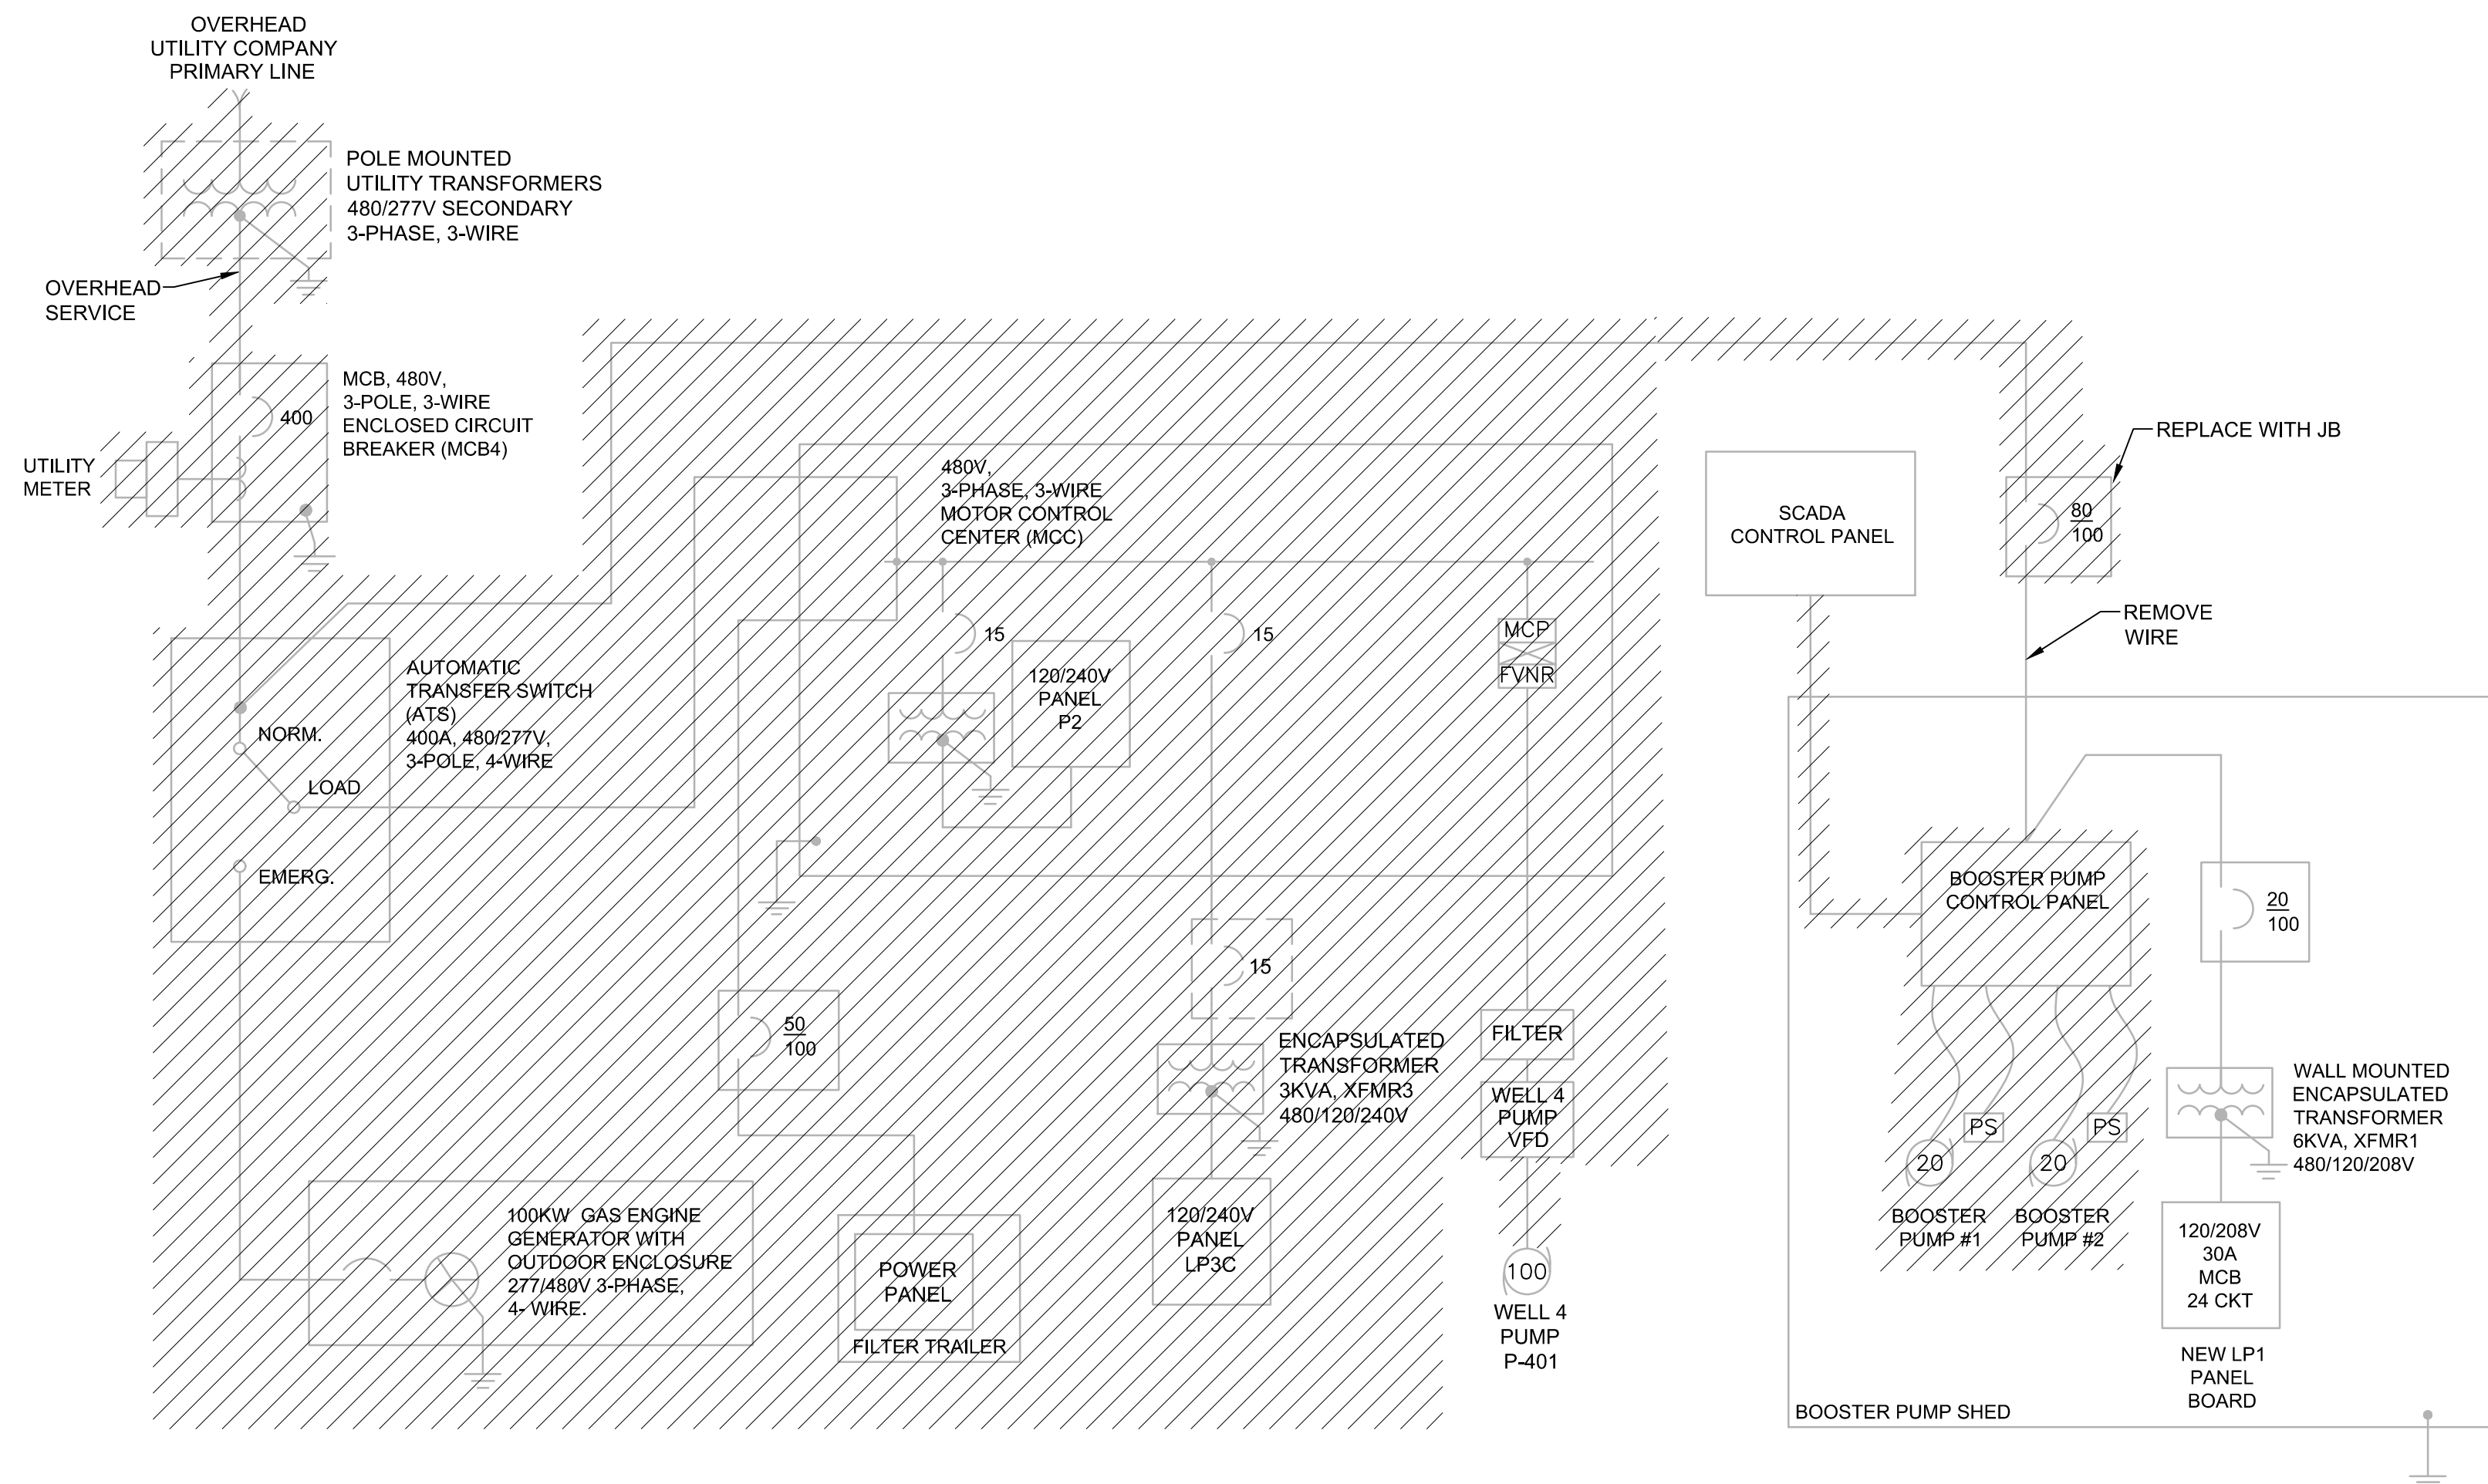 OVERHEAD
UTILITY COMPANY
PRIMARY LINE
POLE MOUNTED
UTILITY TRANSFORMERS
480/277V SECONDARY
3-PHASE, 3-WIRE
OVERHEAD
SERVICE
MCB, 480V,
3-POLE, 3-WIRE
ENCLOSED CIRCUIT
BREAKER (MCB4)
400
UTILITY
METER
AUTOMATIC
TRANSFER SWITCH
(ATS)
400A, 480/277V,
3-POLE, 4-WIRE
NORM.
LOAD
EMERG.
480V,
3-PHASE, 3-WIRE
MOTOR CONTROL
CENTER (MCC)
15
120/240V
PANEL
P2
15
MCP
FVNR
50
100
15
ENCAPSULATED
TRANSFORMER
3KVA, XFMR3
480/120/240V
FILTER
WELL 4
PUMP
VFD
100KW  GAS ENGINE
GENERATOR WITH
OUTDOOR ENCLOSURE
277/480V 3-PHASE,
4- WIRE.
POWER
PANEL
FILTER TRAILER
120/240V
PANEL
LP3C
100
WELL 4
PUMP
P-401
SCADA
CONTROL PANEL
80
100
REPLACE WITH JB
REMOVE
WIRE
BOOSTER PUMP
CONTROL PANEL
20
100
PS
PS
20
20
BOOSTER
PUMP #1
BOOSTER
PUMP #2
WALL MOUNTED
ENCAPSULATED
TRANSFORMER
6KVA, XFMR1
480/120/208V
120/208V
30A
MCB
24 CKT
NEW LP1
PANEL
BOARD
BOOSTER PUMP SHED